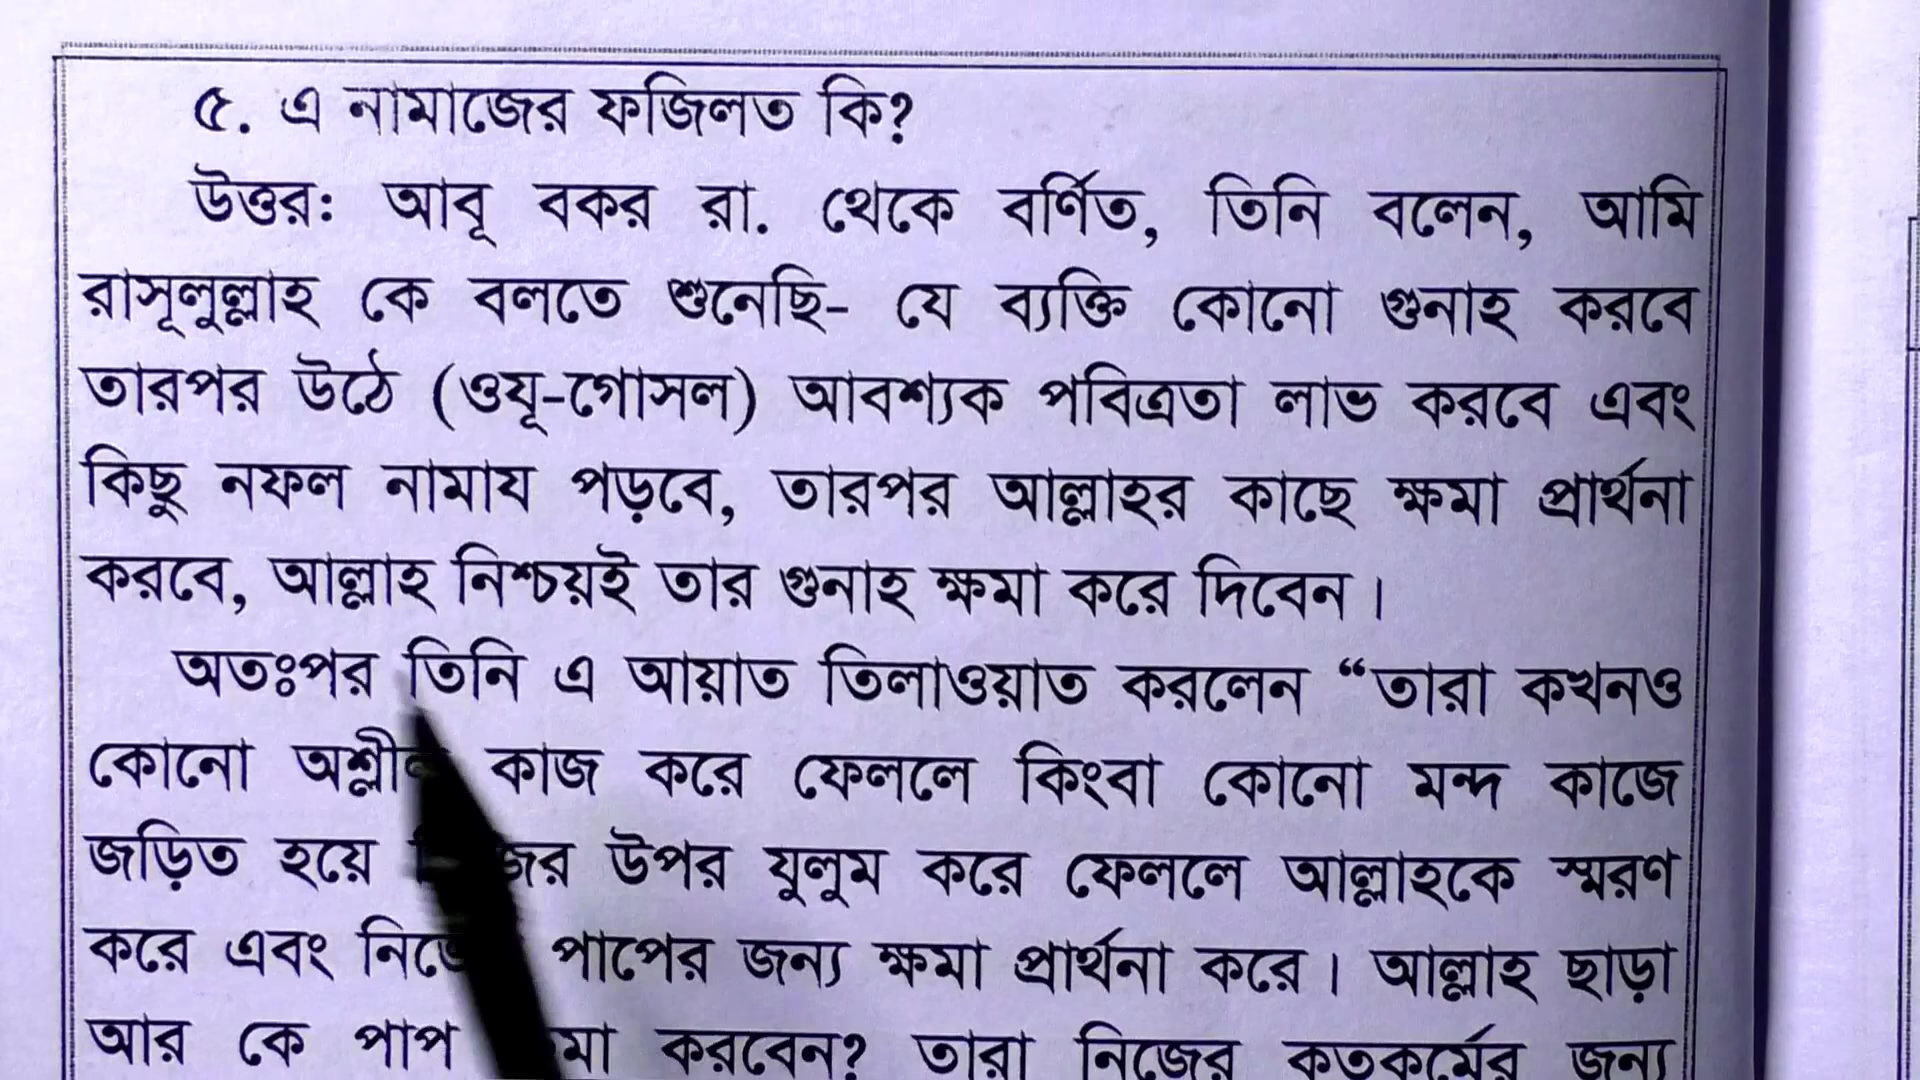 ৫. এ নামাজের ফজিলত কি?
উত্তর: আবূ বকর রা. থেকে বর্ণিত, তিনি বলেন, আমি
রাসূলুল্লাহ কে বলতে শুনেছি- যে ব্যক্তি কোনো গুনাহ করবে
তারপর উঠে (ওযূ-গোসল) আবশ্যক পবিত্রতা লাভ করবে এবং
কিছু নফল নামায পড়বে, তারপর আল্লাহর কাছে ক্ষমা প্রার্থনা
করবে, আল্লাহ নিশ্চয়ই তার গুনাহ ক্ষমা করে দিবেন।
অতঃপর তিনি এ আয়াত তিলাওয়াত করলেন “তারা কখনও
কোনো অশ্লীল কাজ করে ফেললে কিংবা কোনো মন্দ কাজে
জড়িত হয়ে উপর যুলুম করে ফেললে আল্লাহকে স্মরণ
করে এবং পাপের জন্য ক্ষমা প্রার্থনা করে। আল্লাহ ছাড়া
আর কে পাপ করবেন? তারা নিজের কৃতকর্মের জন্য